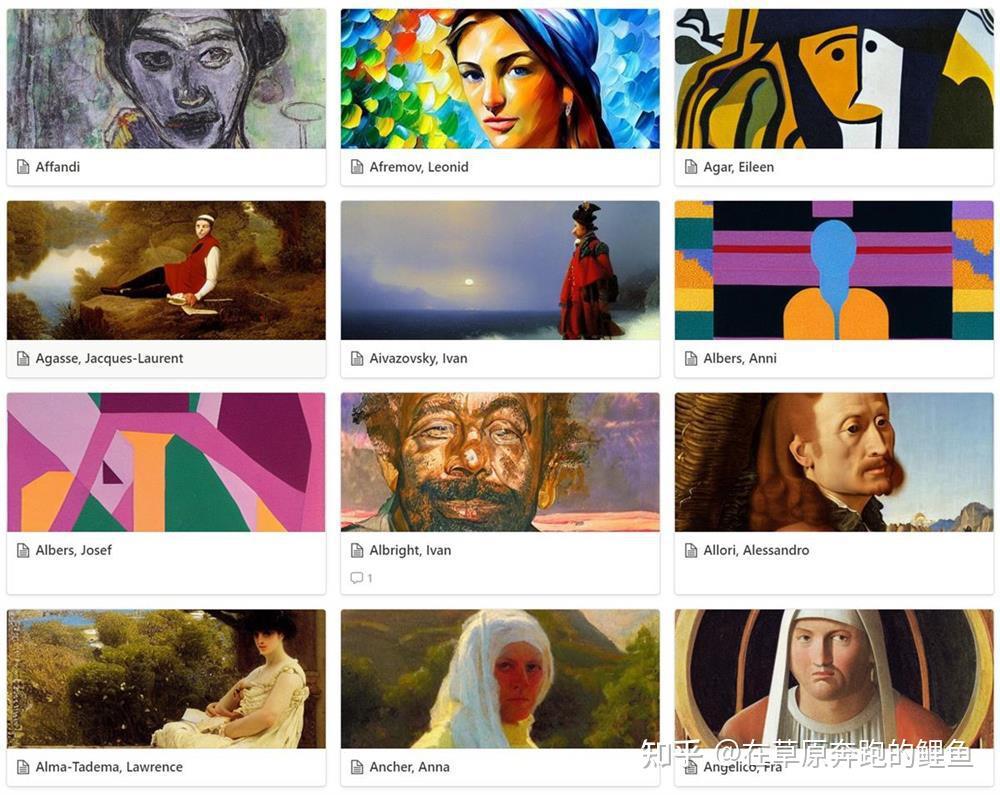 Affandi
Afremov, Leonid
Agar, Eileen
Agasse, Jacques-Laurent
Aivazovsky, Ivan
Albers, Anni
Albers, Josef
Albright, Ivan
1
Allori, Alessandro
Alma-Tadema, Lawrence
Ancher, Anna
Angelico, Fra
知乎 @在草原奔跑的鲤鱼